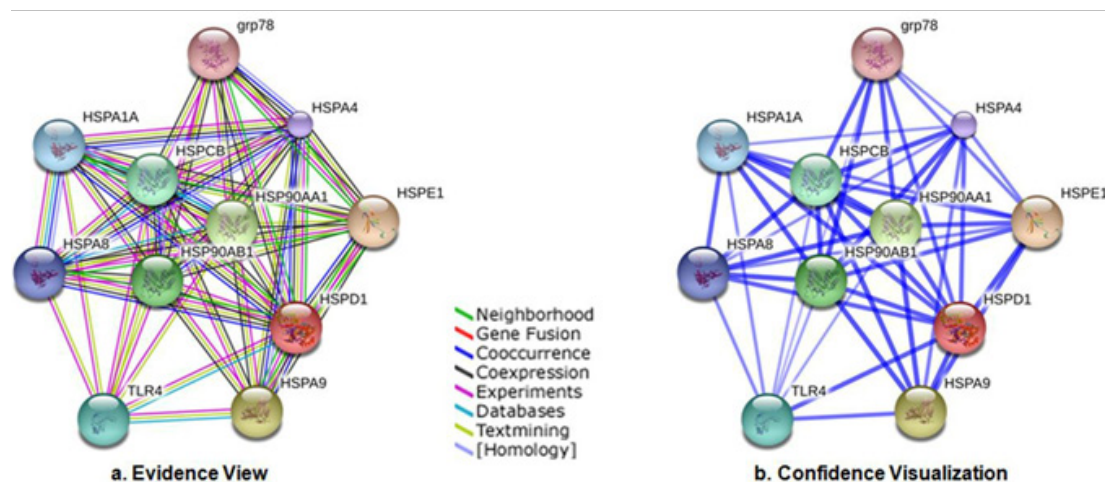 grp78
HSPA4
HSPA1A
HSPCB
HSP90AA1
HSPE1
HSPA8
HSP90AB1
HSPD1
TLR4
HSPA9
Neighborhood
Gene Fusion
Cooccurrence
Coexpression
Experiments
Databases
Textmining
[Homology]
a. Evidence View
grp78
HSPA4
HSPA1A
HSPCB
HSP90AA1
HSPE1
HSPA8
HSP90AB1
HSPD1
TLR4
HSPA9
b. Confidence Visualization